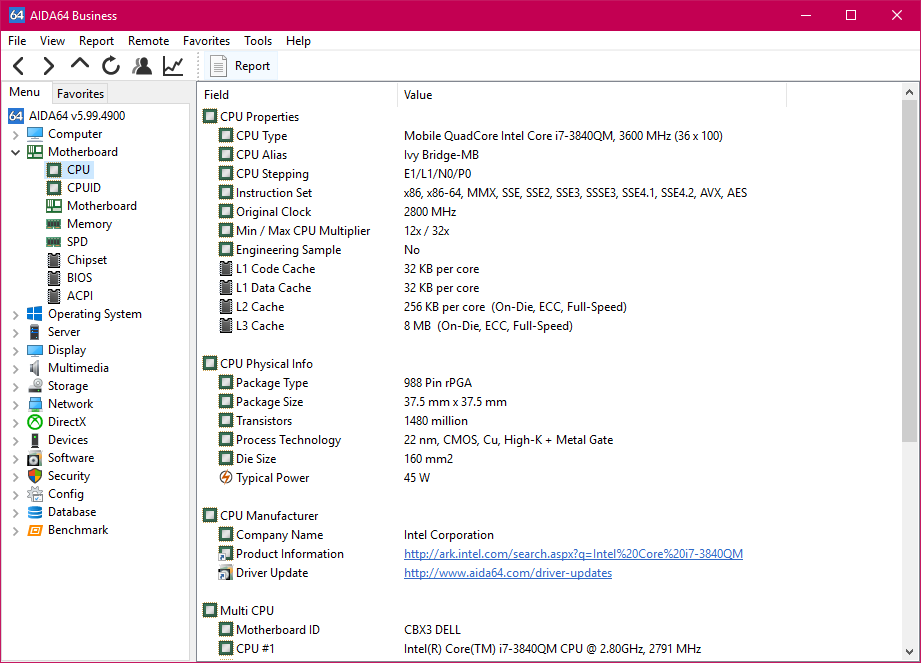 64 AIDA64 Business
File View Report Remote Favorites Tools Help
Report
Menu Favorites
64 AIDA64 v5.99.4900
Computer
Motherboard
CPU
CPUID
Motherboard
Memory
SPD
Chipset
BIOS
ACPI
Operating System
Server
Display
Multimedia
Storage
Network
DirectX
Devices
Software
Security
Config
Database
Benchmark
Field Value
CPU Properties
CPU Type Mobile QuadCore Intel Core i7-3840QM, 3600 MHz (36 x 100)
CPU Alias Ivy Bridge-MB
CPU Stepping E1/L1/N0/P0
Instruction Set x86, x86-64, MMX, SSE, SSE2, SSE3, SSSE3, SSE4.1, SSE4.2, AVX, AES
Original Clock 2800 MHz
Min / Max CPU Multiplier 12x / 32x
Engineering Sample No
L1 Code Cache 32 KB per core
L1 Data Cache 32 KB per core
L2 Cache 256 KB per core (On-Die, ECC, Full-Speed)
L3 Cache 8 MB (On-Die, ECC, Full-Speed)
CPU Physical Info
Package Type 988 Pin rPGA
Package Size 37.5 mm x 37.5 mm
Transistors 1480 million
Process Technology 22 nm, CMOS, Cu, High-K + Metal Gate
Die Size 160 mm2
Typical Power 45 W
CPU Manufacturer
Company Name Intel Corporation
Product Information http://ark.intel.com/search.aspx?q=Intel%20Core%20i7-3840QM
Driver Update http://www.aida64.com/driver-updates
Multi CPU
Motherboard ID CBX3 DELL
CPU #1 Intel(R) Core(TM) i7-3840QM CPU @ 2.80GHz, 2791 MHz